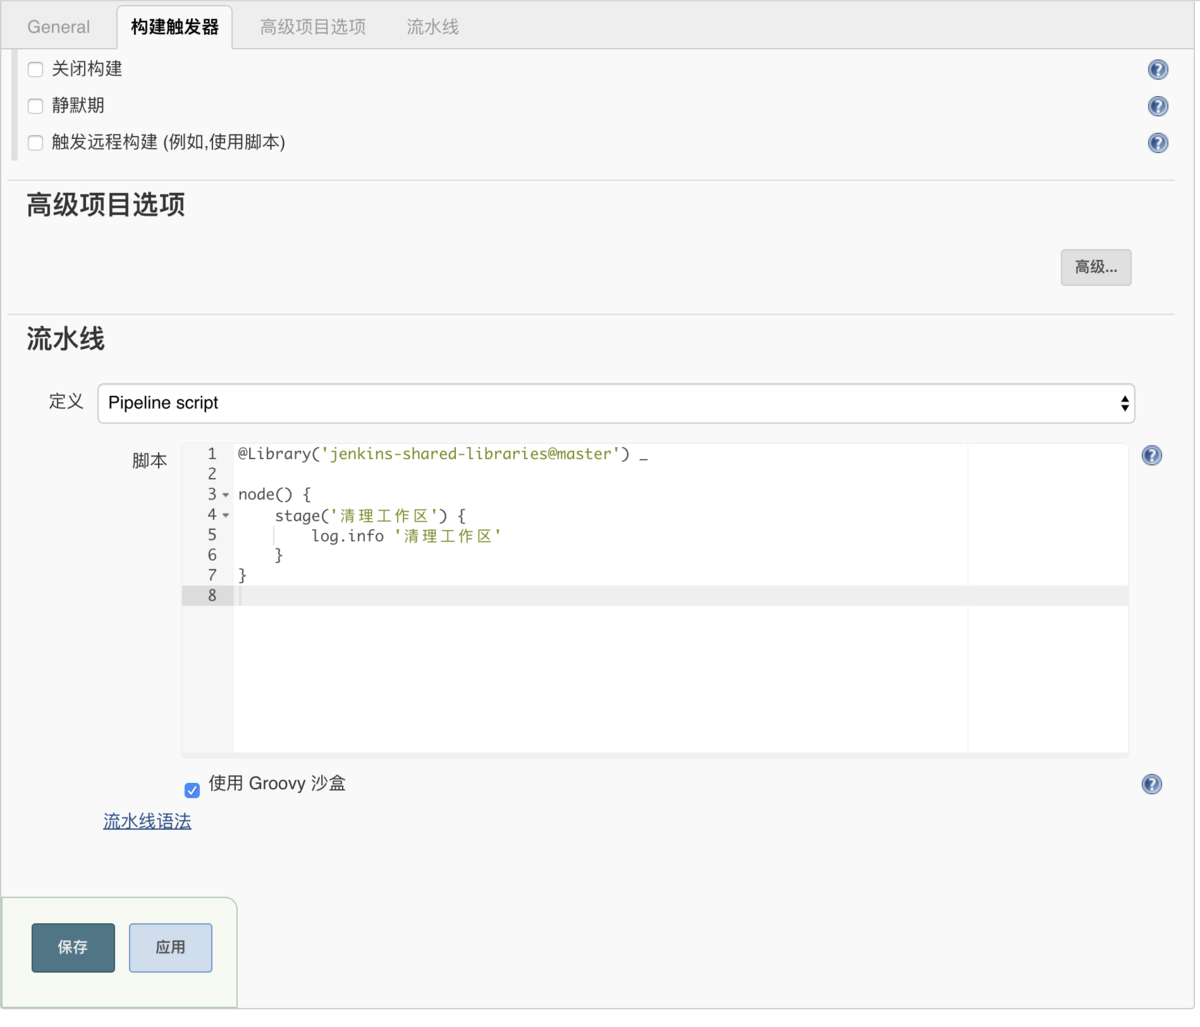 General 构建触发器 高级项目选项 流水线
关闭构建
静默期
触发远程构建 (例如,使用脚本)
高级项目选项
高级...
流水线
定义 Pipeline script
脚本
1 @Library('jenkins-shared-libraries@master') _
2
3 node() {
4     stage('清理工作区') {
5         log.info '清理工作区'
6     }
7 }
8
使用 Groovy 沙盒
流水线语法
保存 应用